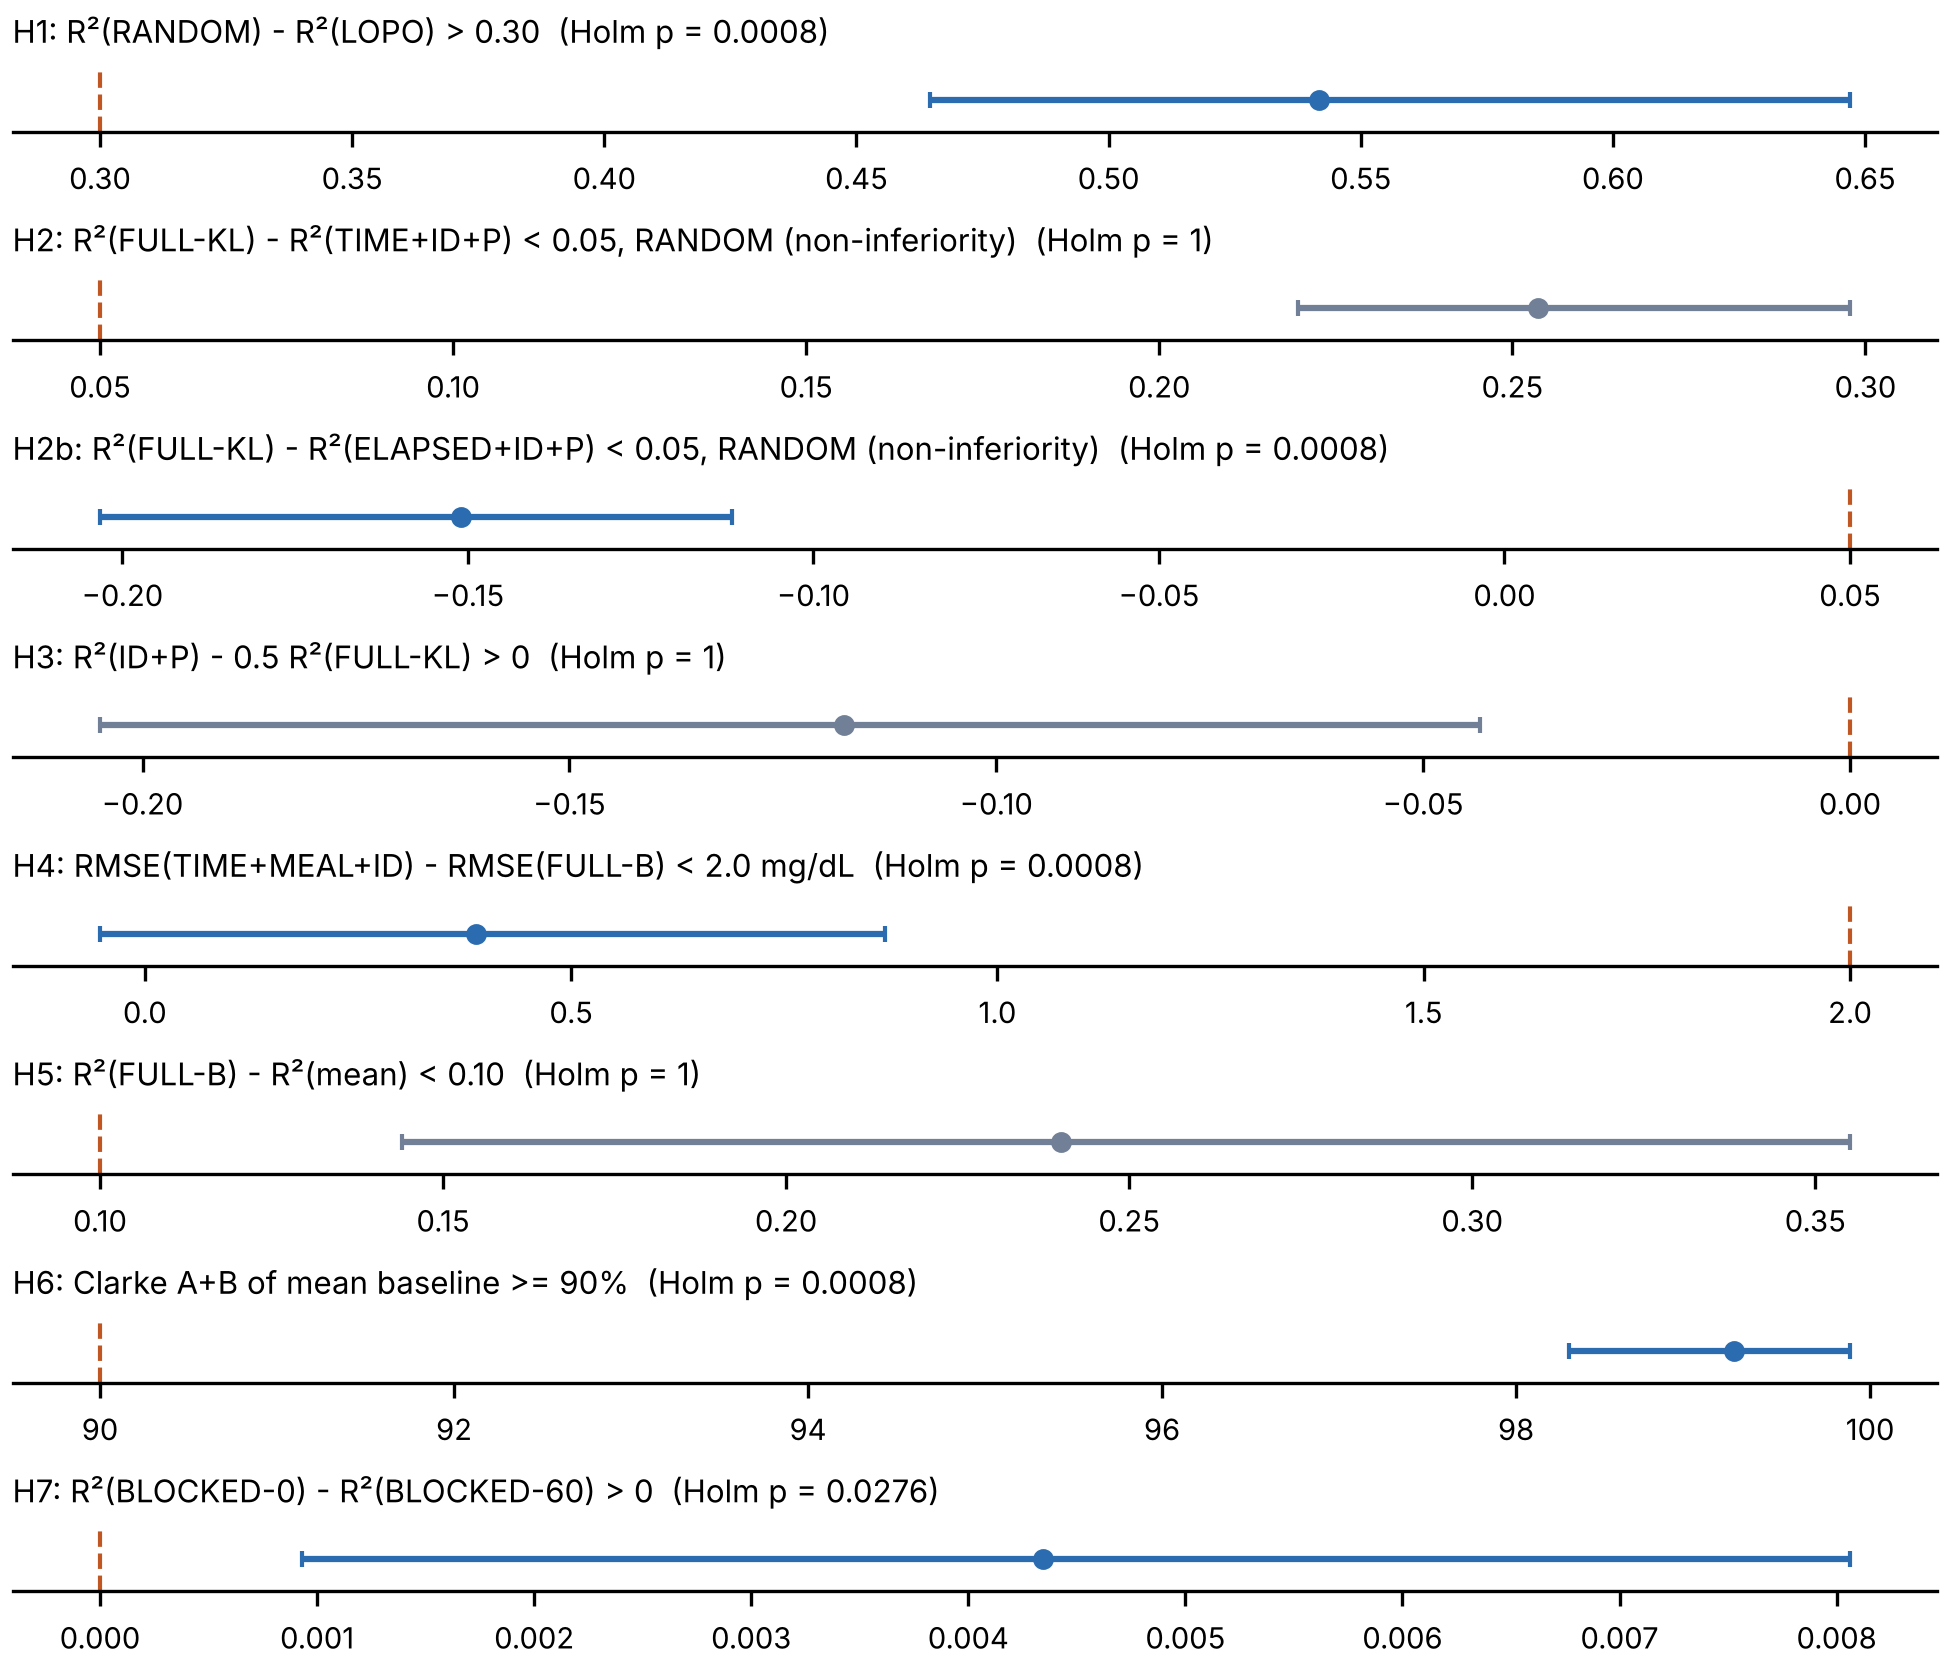 H1: R²(RANDOM) - R²(LOPO) > 0.30 (Holm p = 0.0008)
0.30 0.35 0.40 0.45 0.50 0.55 0.60 0.65
H2: R²(FULL-KL) - R²(TIME+ID+P) < 0.05, RANDOM (non-inferiority) (Holm p = 1)
0.05 0.10 0.15 0.20 0.25 0.30
H2b: R²(FULL-KL) - R²(ELAPSED+ID+P) < 0.05, RANDOM (non-inferiority) (Holm p = 0.0008)
−0.20 −0.15 −0.10 −0.05 0.00 0.05
H3: R²(ID+P) - 0.5 R²(FULL-KL) > 0 (Holm p = 1)
−0.20 −0.15 −0.10 −0.05 0.00
H4: RMSE(TIME+MEAL+ID) - RMSE(FULL-B) < 2.0 mg/dL (Holm p = 0.0008)
0.0 0.5 1.0 1.5 2.0
H5: R²(FULL-B) - R²(mean) < 0.10 (Holm p = 1)
0.10 0.15 0.20 0.25 0.30 0.35
H6: Clarke A+B of mean baseline >= 90% (Holm p = 0.0008)
90 92 94 96 98 100
H7: R²(BLOCKED-0) - R²(BLOCKED-60) > 0 (Holm p = 0.0276)
0.000 0.001 0.002 0.003 0.004 0.005 0.006 0.007 0.008